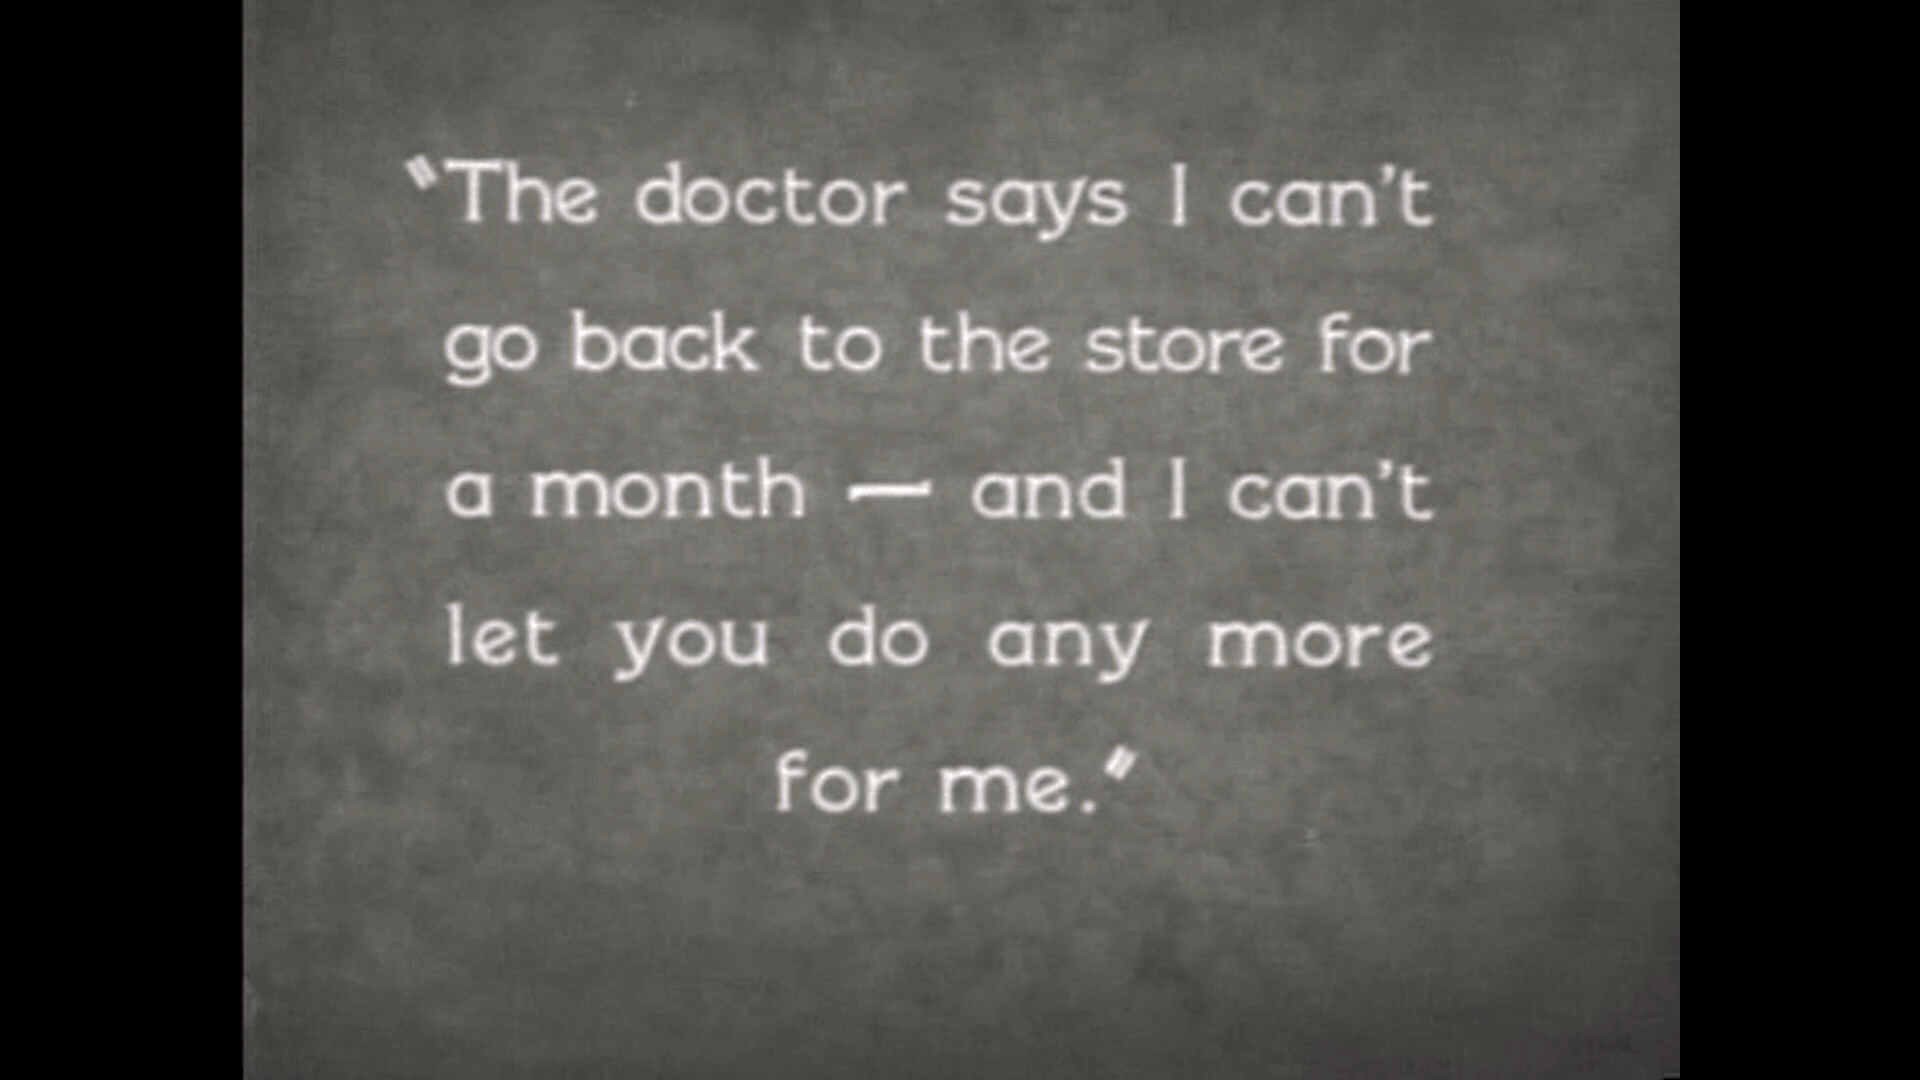 "The doctor says I can't
go back to the store for
a month — and I can't
let you do any more
for me."